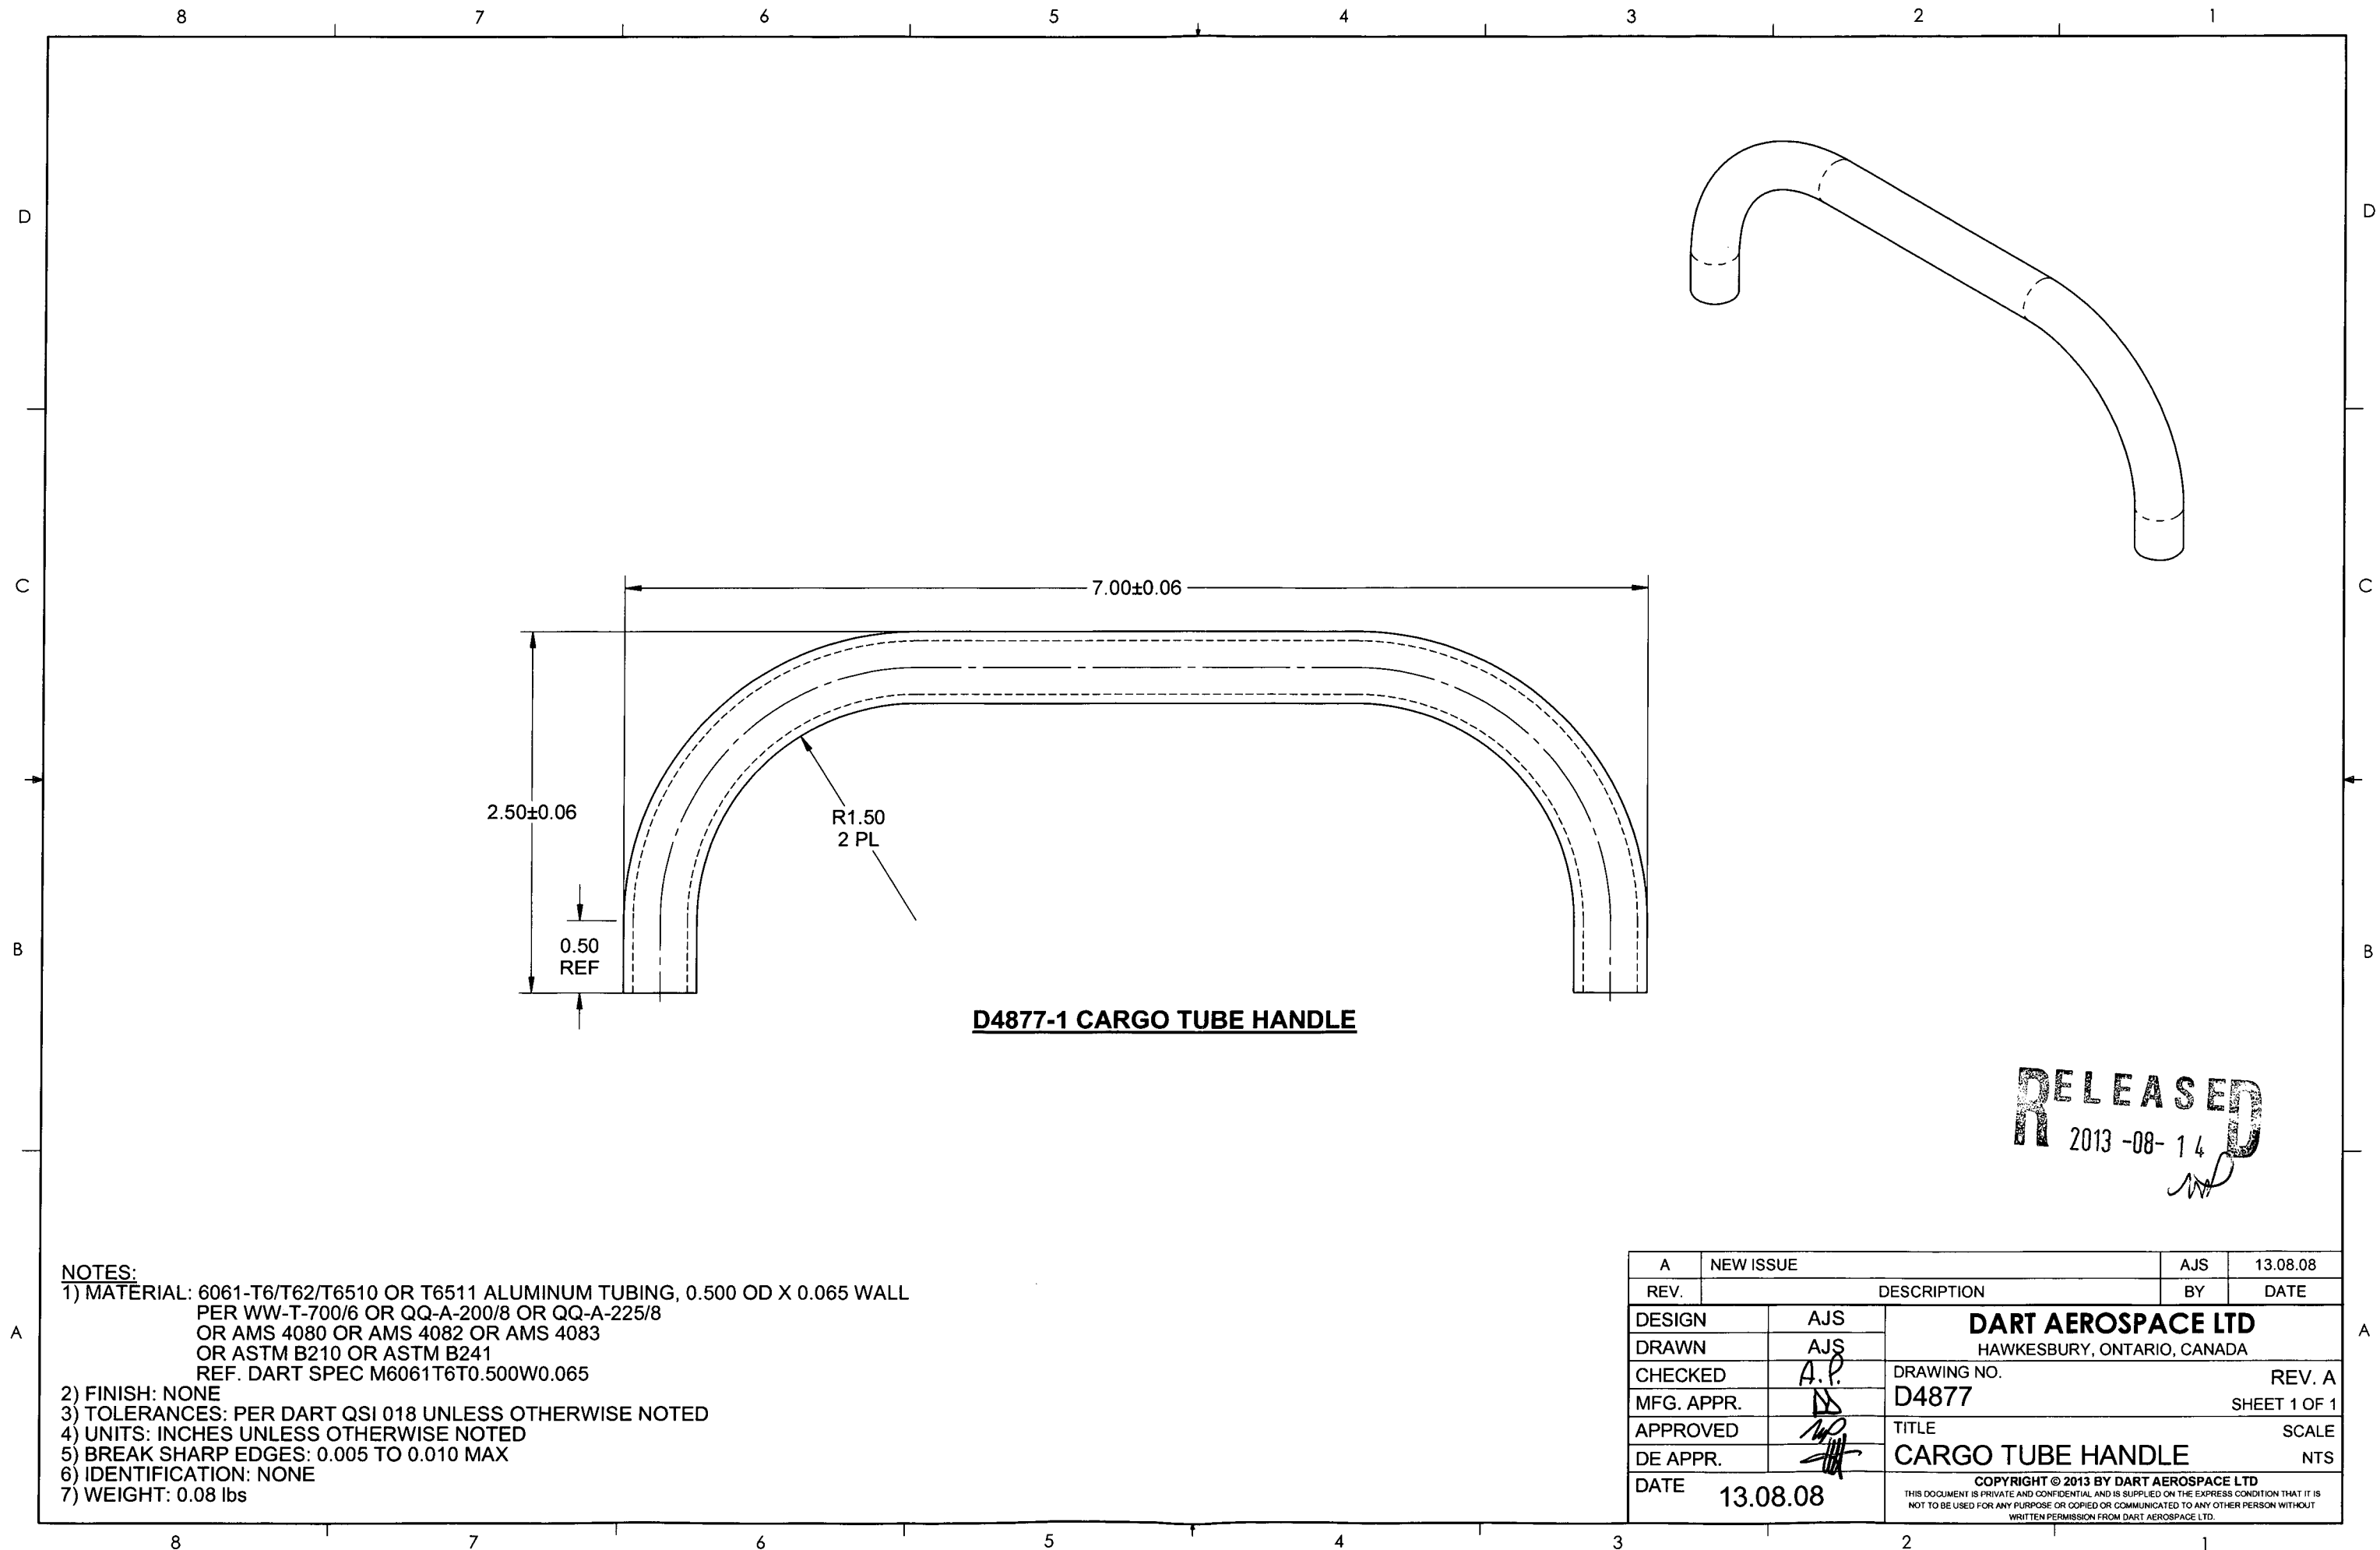 8 7 6 5 4 3 2 1
D D
C C
7.00±0.06
2.50±0.06
R1.50
2 PL
0.50
REF
B B
D4877-1 CARGO TUBE HANDLE
RELEASED
2013 -08- 14
NOTES:
1) MATERIAL: 6061-T6/T62/T6510 OR T6511 ALUMINUM TUBING, 0.500 OD X 0.065 WALL
PER WW-T-700/6 OR QQ-A-200/8 OR QQ-A-225/8
OR AMS 4080 OR AMS 4082 OR AMS 4083
OR ASTM B210 OR ASTM B241
REF. DART SPEC M6061T6T0.500W0.065
2) FINISH: NONE
3) TOLERANCES: PER DART QSI 018 UNLESS OTHERWISE NOTED
4) UNITS: INCHES UNLESS OTHERWISE NOTED
5) BREAK SHARP EDGES: 0.005 TO 0.010 MAX
6) IDENTIFICATION: NONE
7) WEIGHT: 0.08 lbs
A A
A NEW ISSUE AJS 13.08.08
REV. DESCRIPTION BY DATE
DESIGN AJS
DRAWN AJS
CHECKED A.P.
MFG. APPR.
APPROVED
DE APPR.
DATE 13.08.08
DART AEROSPACE LTD
HAWKESBURY, ONTARIO, CANADA
DRAWING NO. REV. A
D4877 SHEET 1 OF 1
TITLE SCALE
CARGO TUBE HANDLE NTS
COPYRIGHT © 2013 BY DART AEROSPACE LTD
THIS DOCUMENT IS PRIVATE AND CONFIDENTIAL AND IS SUPPLIED ON THE EXPRESS CONDITION THAT IT IS
NOT TO BE USED FOR ANY PURPOSE OR COPIED OR COMMUNICATED TO ANY OTHER PERSON WITHOUT
WRITTEN PERMISSION FROM DART AEROSPACE LTD.
8 7 6 5 4 3 2 1